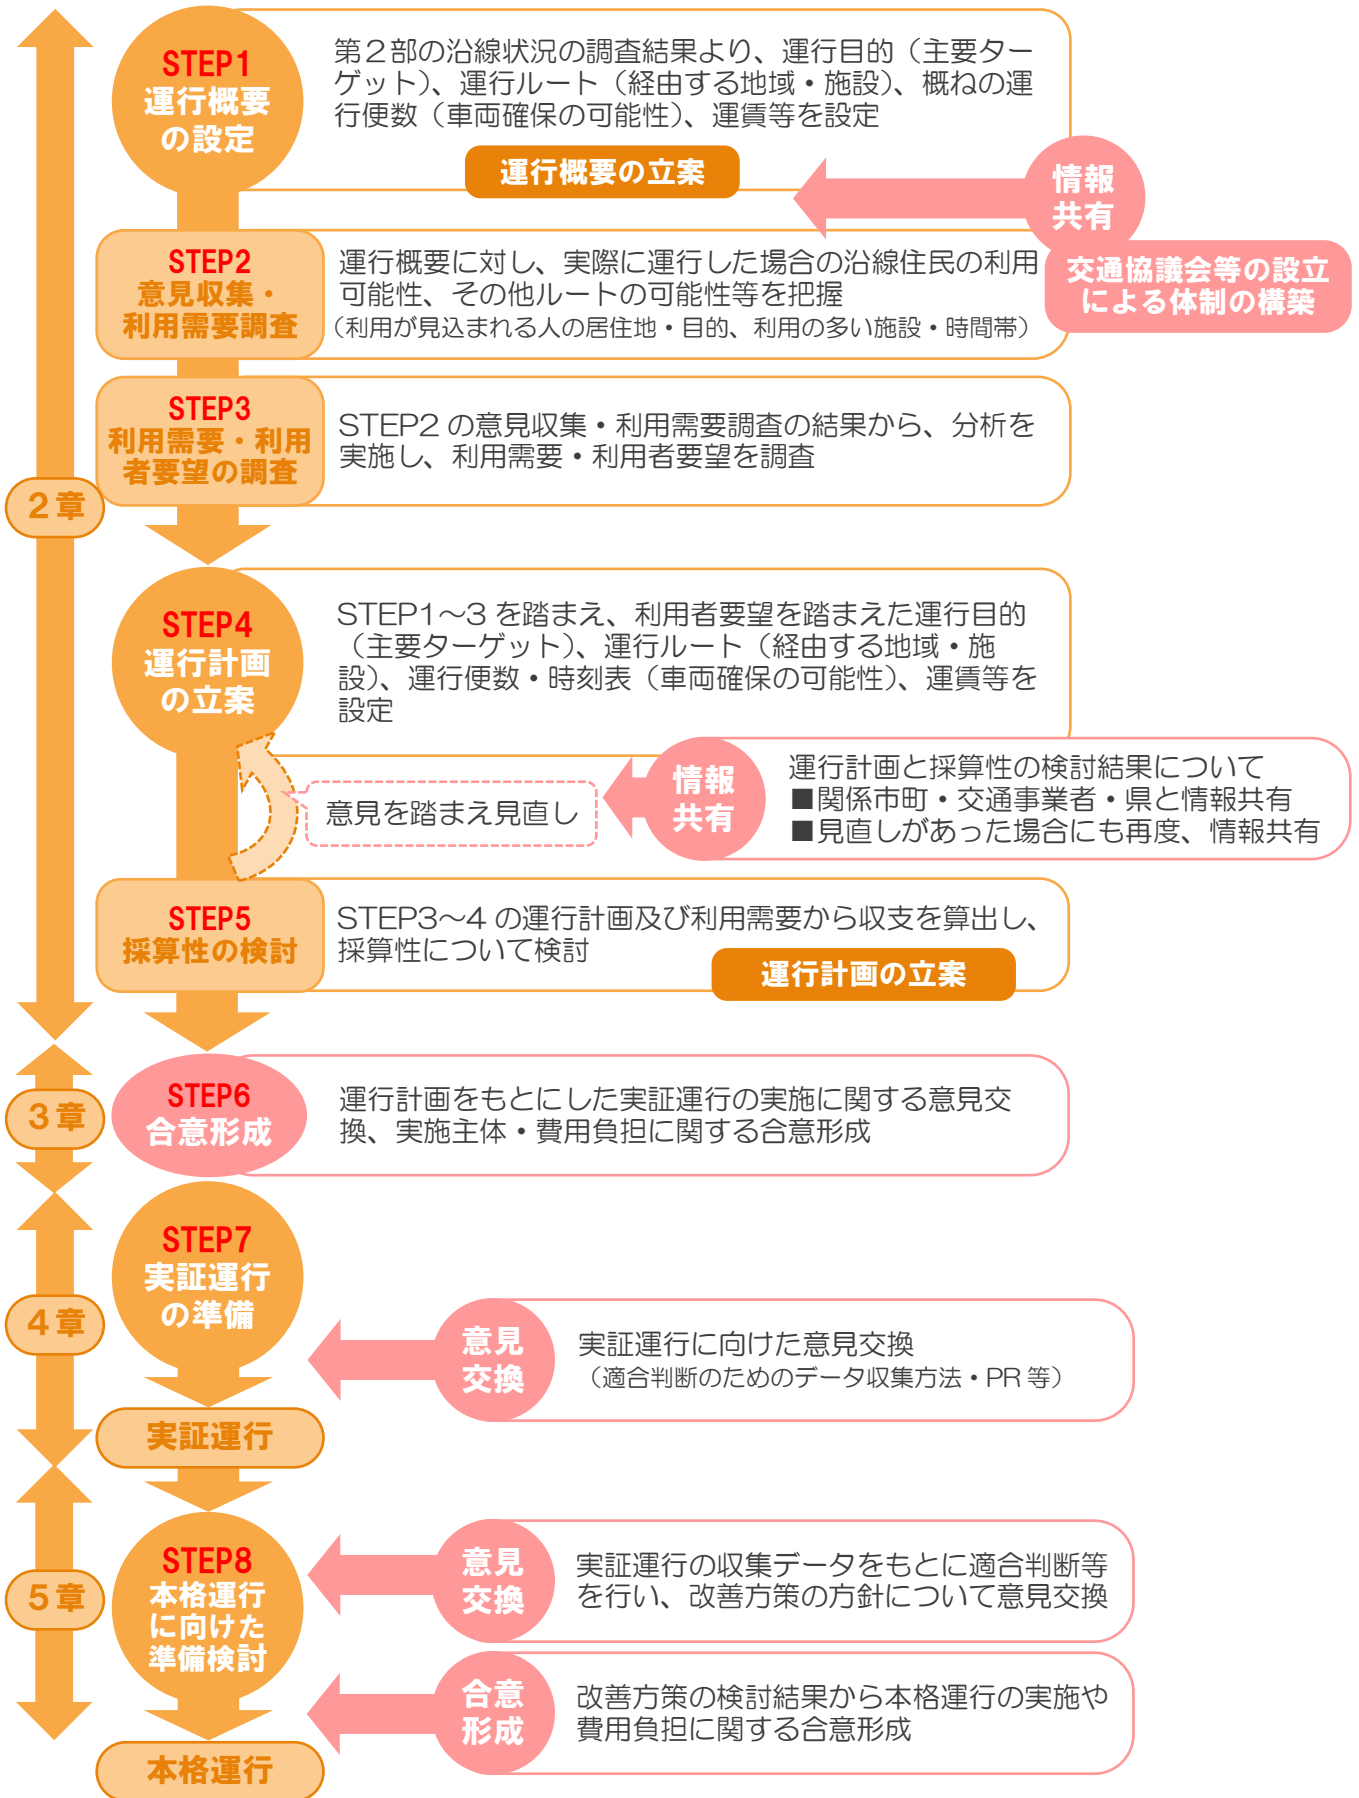 STEP1
運行概要
の設定
第２部の沿線状況の調査結果より、運行目的（主要ター
ゲット）、運行ルート（経由する地域・施設）、概ねの運
行便数（車両確保の可能性）、運賃等を設定
運行概要の立案
情報
共有
交通協議会等の設立
による体制の構築
STEP2
意見収集・
利用需要調査
運行概要に対し、実際に運行した場合の沿線住民の利用
可能性、その他ルートの可能性等を把握
（利用が見込まれる人の居住地・目的、利用の多い施設・時間帯）
STEP3
利用需要・利用
者要望の調査
STEP2 の意見収集・利用需要調査の結果から、分析を
実施し、利用需要・利用者要望を調査
２章
STEP4
運行計画
の立案
STEP1～3 を踏まえ、利用者要望を踏まえた運行目的
（主要ターゲット）、運行ルート（経由する地域・施
設）、運行便数・時刻表（車両確保の可能性）、運賃等を
設定
意見を踏まえ見直し
情報
共有
運行計画と採算性の検討結果について
■関係市町・交通事業者・県と情報共有
■見直しがあった場合にも再度、情報共有
STEP5
採算性の検討
STEP3～4 の運行計画及び利用需要から収支を算出し、
採算性について検討
運行計画の立案
３章
STEP6
合意形成
運行計画をもとにした実証運行の実施に関する意見交
換、実施主体・費用負担に関する合意形成
４章
STEP7
実証運行
の準備
意見
交換
実証運行に向けた意見交換
（適合判断のためのデータ収集方法・PR 等）
実証運行
５章
STEP8
本格運行
に向けた
準備検討
意見
交換
実証運行の収集データをもとに適合判断等
を行い、改善方策の方針について意見交換
合意
形成
改善方策の検討結果から本格運行の実施や
費用負担に関する合意形成
本格運行